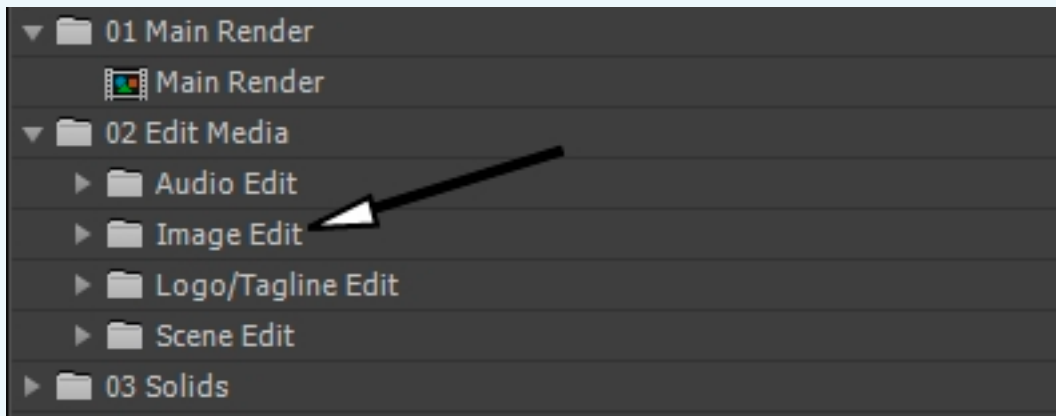 01 Main Render
Main Render
02 Edit Media
Audio Edit
Image Edit
Logo/Tagline Edit
Scene Edit
03 Solids